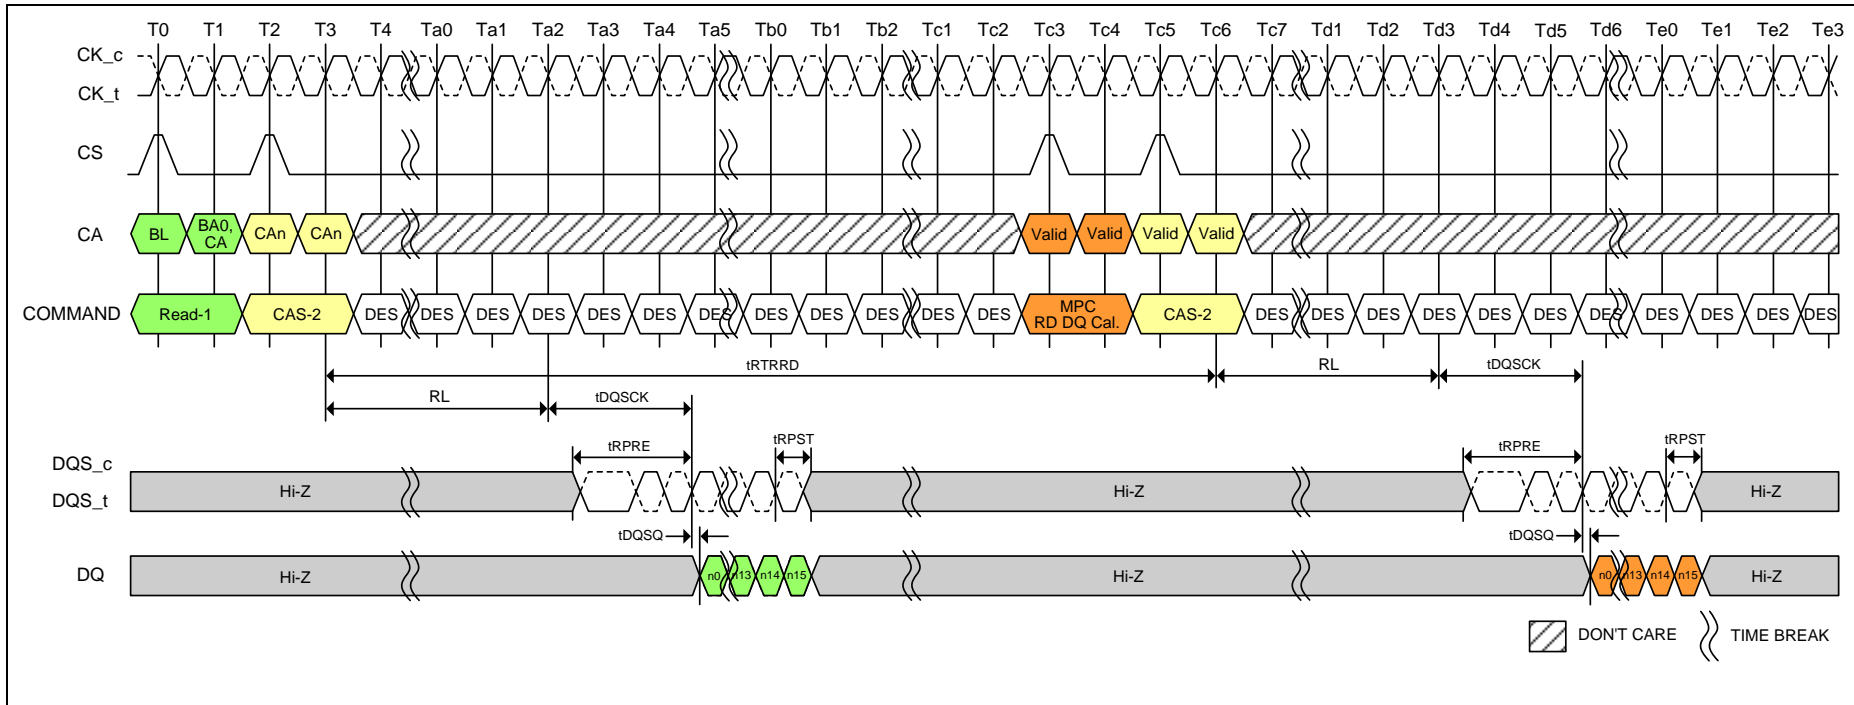 T0 T1 T2 T3 T4 Ta0 Ta1 Ta2 Ta3 Ta4 Ta5 Tb0 Tb1 Tb2 Tc1 Tc2 Tc3 Tc4 Tc5 Tc6 Tc7 Td1 Td2 Td3 Td4 Td5 Td6 Te0 Te1 Te2 Te3
CK_c
CK_t
CS
CA BL BA0, CA CAn CAn Valid Valid Valid Valid
COMMAND Read-1 CAS-2 DES DES DES DES DES DES DES DES DES DES DES DES MPC RD DQ Cal. CAS-2 DES DES DES DES DES DES DES DES DES DES DES
tRTRRD RL tDQSCK
RL tDQSCK
tRPRE tRPST tRPRE tRPST
DQS_c
DQS_t Hi-Z Hi-Z Hi-Z
tDQSQ tDQSQ
DQ Hi-Z n0 n13 n14 n15 Hi-Z n0 n13 n14 n15 Hi-Z
DON'T CARE TIME BREAK